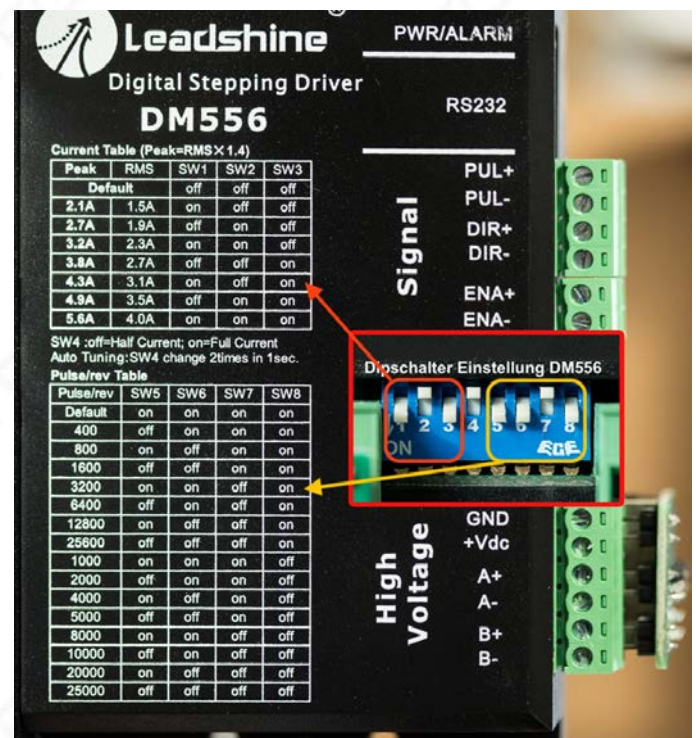 Leadshine®
Digital Stepping Driver
DM556
Current Table (Peak=RMS×1.4)
Peak RMS SW1 SW2 SW3
Default off off off
2.1A 1.5A on off off
2.7A 1.9A off on off
3.2A 2.3A on on off
3.8A 2.7A off off on
4.3A 3.1A on off on
4.9A 3.5A off on on
5.6A 4.0A on on on
SW4 :off=Half Current; on=Full Current
Auto Tuning:SW4 change 2times in 1sec.
Pulse/rev Table
Pulse/rev SW5 SW6 SW7 SW8
Default on on on on
400 off on on on
800 on off on on
1600 off off on on
3200 on on off on
6400 off on off on
12800 on off off on
25600 off off off on
1000 on on on off
2000 off on on off
4000 on off on off
5000 off off on off
8000 on on off off
10000 off on off off
20000 on off off off
25000 off off off off
PWR/ALARM
RS232
Signal
PUL+
PUL-
DIR+
DIR-
ENA+
ENA-
Dipschalter Einstellung DM556
1 2 3 4 5 6 7 8
ON ECE
High
Voltage
GND
+Vdc
A+
A-
B+
B-